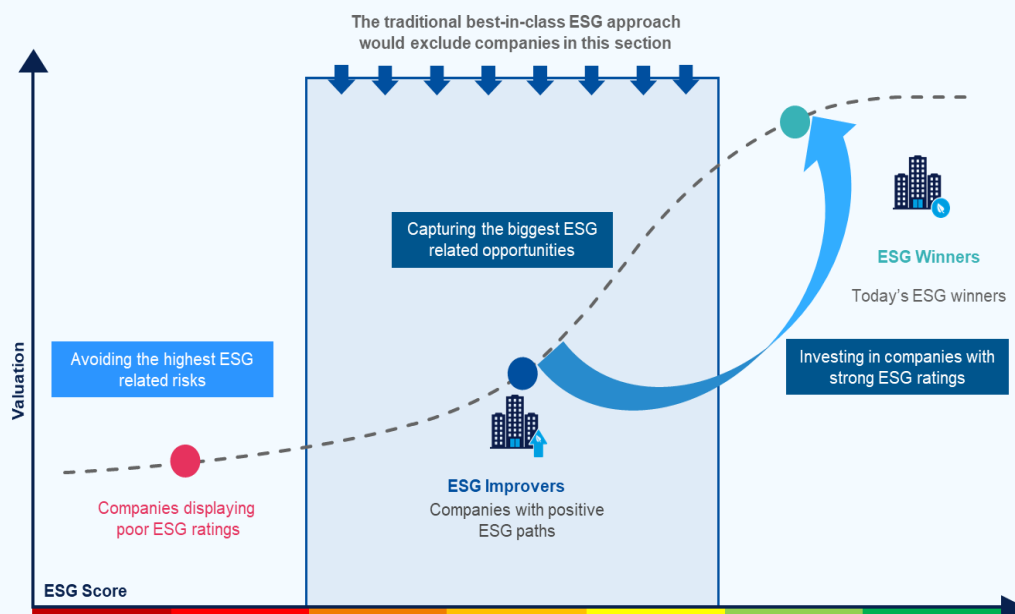 The traditional best-in-class ESG approach
would exclude companies in this section
Capturing the biggest ESG
related opportunities
ESG Winners
Today’s ESG winners
Avoiding the highest ESG
related risks
Investing in companies with
strong ESG ratings
Valuation
ESG Improvers
Companies with positive
ESG paths
Companies displaying
poor ESG ratings
ESG Score